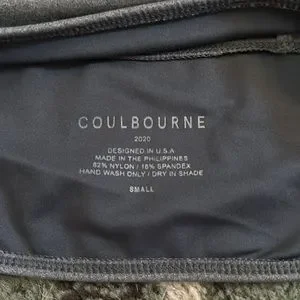 COULBOURNE
2020
DESIGNED IN U.S.A
MADE IN THE PHILIPPINES
82% NYLON / 18% SPANDEX
HAND WASH ONLY / DRY IN SHADE
SMALL